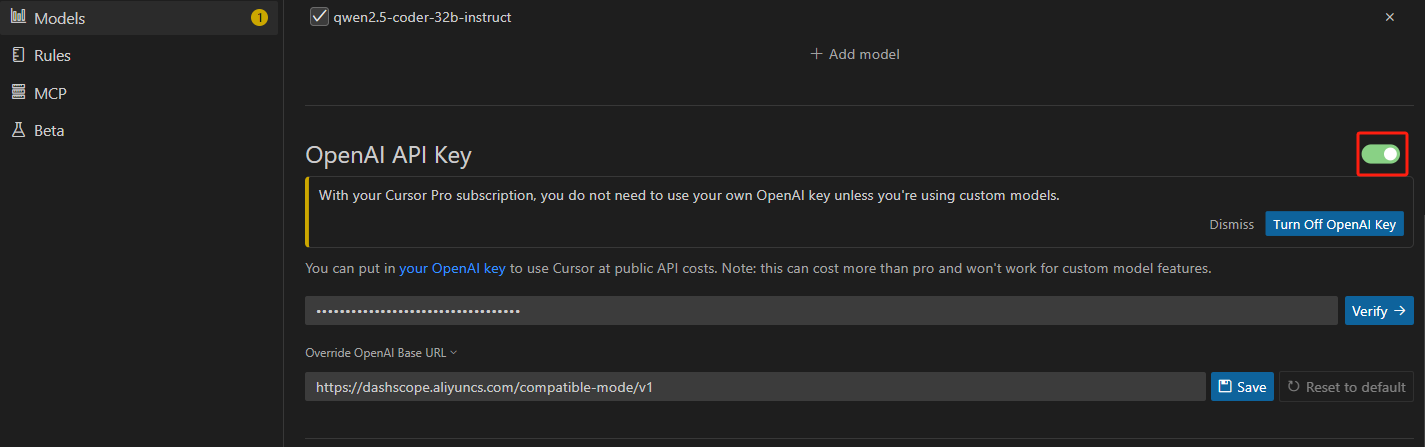 Models 1
Rules
MCP
Beta
qwen2.5-coder-32b-instruct
Add model
OpenAI API Key
With your Cursor Pro subscription, you do not need to use your own OpenAI key unless you're using custom models.
Dismiss Turn Off OpenAI Key
You can put in your OpenAI key to use Cursor at public API costs. Note: this can cost more than pro and won't work for custom model features.
Verify
Override OpenAI Base URL
https://dashscope.aliyuncs.com/compatible-mode/v1 Save Reset to default